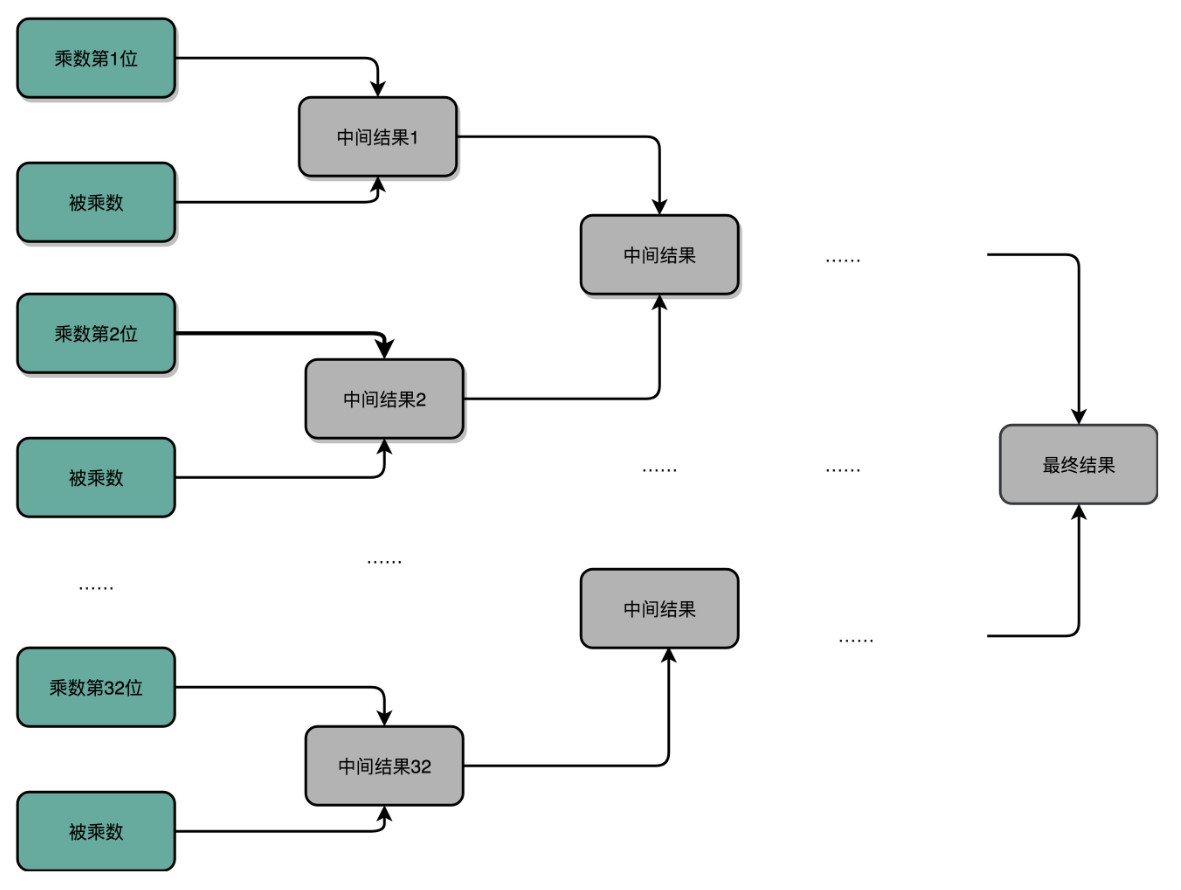 乘数第1位
中间结果1
被乘数
中间结果
……
乘数第2位
中间结果2
被乘数
……
……
最终结果
……
……
中间结果
……
乘数第32位
中间结果32
被乘数